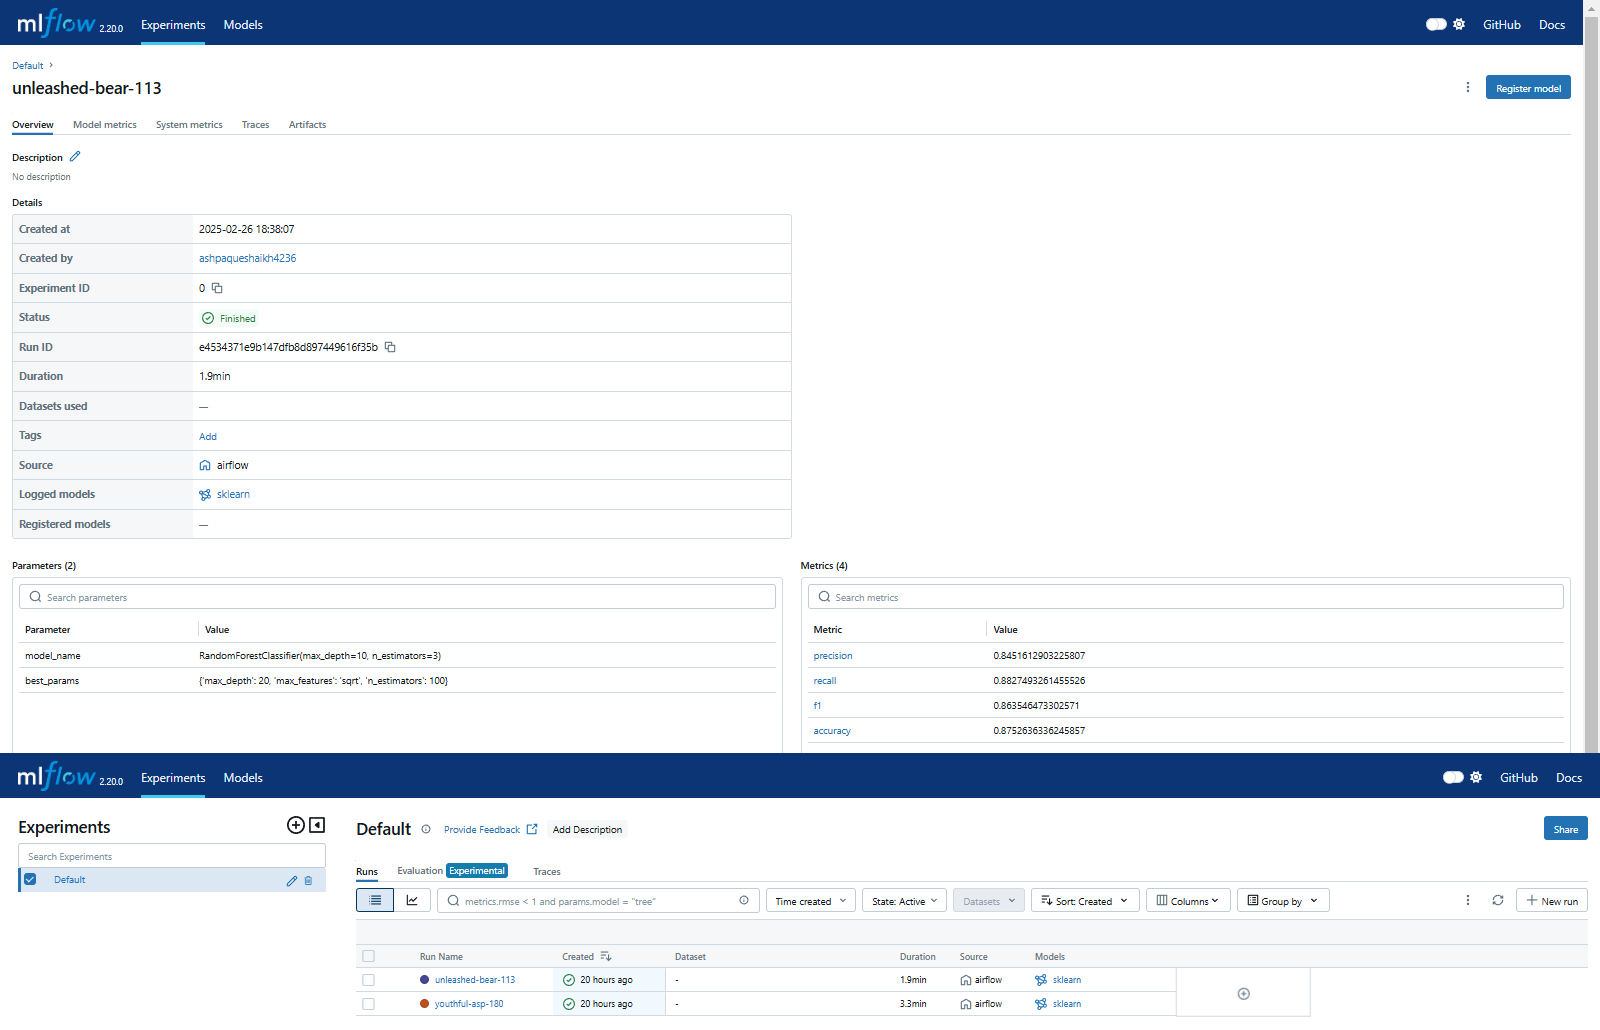 mlflow 2.20.0 Experiments Models GitHub Docs
Default
unleashed-bear-113
Register model
Overview Model metrics System metrics Traces Artifacts
Description
No description
Details
Created at 2025-02-26 18:38:07
Created by ashpaqueshaikh4236
Experiment ID 0
Status Finished
Run ID e4534371e9b147dfb8d897449616f35b
Duration 1.9min
Datasets used —
Tags Add
Source airflow
Logged models sklearn
Registered models —
Parameters (2) Metrics (4)
Search parameters Search metrics
Parameter Value Metric Value
model_name RandomForestClassifier(max_depth=10, n_estimators=3) precision 0.8451612903225807
best_params {'max_depth': 20, 'max_features': 'sqrt', 'n_estimators': 100} recall 0.8827493261455526
f1 0.863546473302571
accuracy 0.8752636336245857
mlflow 2.20.0 Experiments Models GitHub Docs
Experiments Default Provide Feedback Add Description Share
Search Experiments
Default
Runs Evaluation Experimental Traces
metrics.rmse < 1 and params.model = "tree" Time created State: Active Datasets Sort: Created Columns Group by New run
Run Name Created Dataset Duration Source Models
unleashed-bear-113 20 hours ago - 1.9min airflow sklearn
youthful-asp-180 20 hours ago - 3.3min airflow sklearn